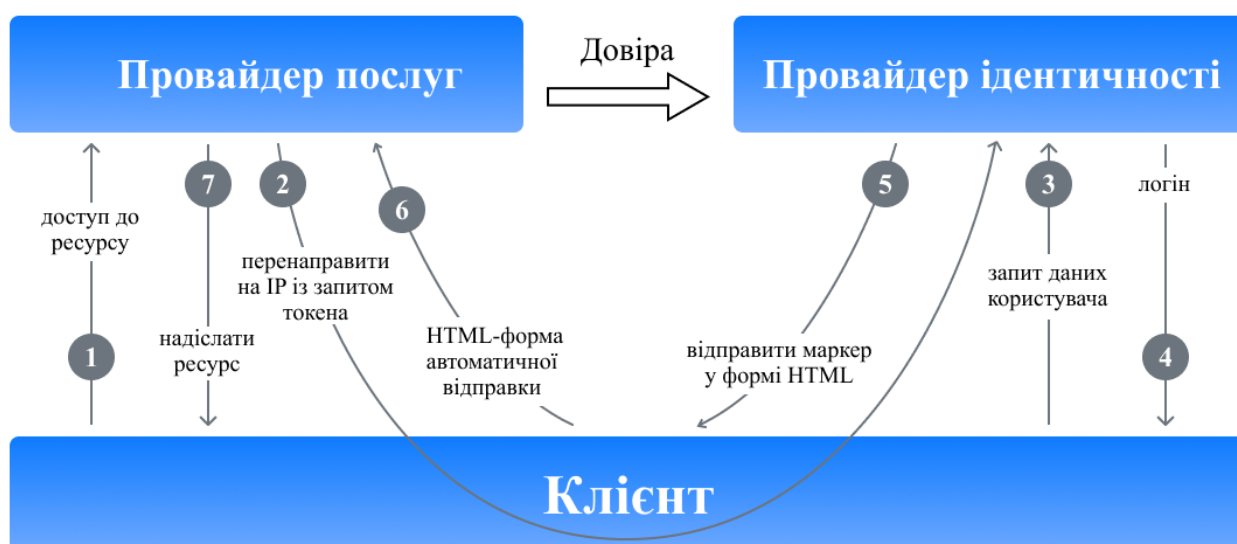 Провайдер послуг
Довіра
Провайдер ідентичності
1
доступ до
ресурсу
7
надіслати
ресурс
2
перенаправити
на IP із запитом
токена
6
HTML-форма
автоматичної
відправки
5
відправити маркер
у формі HTML
3
запит даних
користувача
4
логін
Клієнт